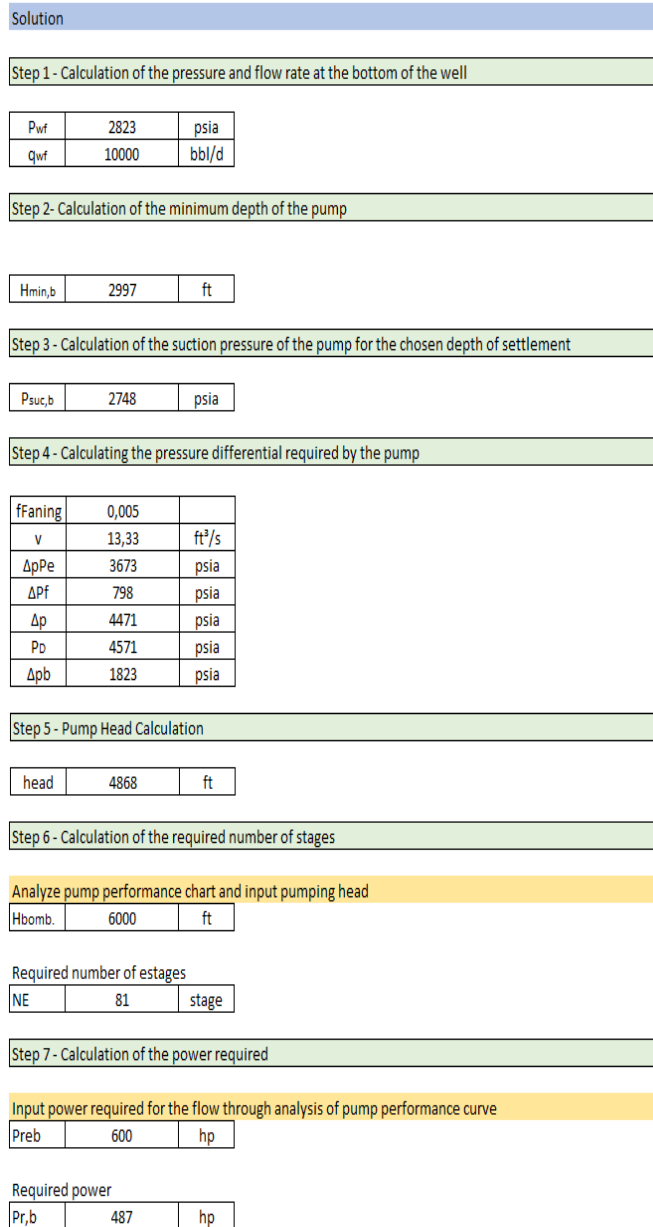 Solution
Step 1 - Calculation of the pressure and flow rate at the bottom of the well
Pwf 2823 psia
qwf 10000 bbl/d
Step 2- Calculation of the minimum depth of the pump
Hmin,b 2997 ft
Step 3 - Calculation of the suction pressure of the pump for the chosen depth of settlement
Psuc,b 2748 psia
Step 4 - Calculating the pressure differential required by the pump
fFaning 0,005
v 13,33 ft³/s
ΔpPe 3673 psia
ΔPf 798 psia
Δp 4471 psia
PD 4571 psia
Δpb 1823 psia
Step 5 - Pump Head Calculation
head 4868 ft
Step 6 - Calculation of the required number of stages
Analyze pump performance chart and input pumping head
Hbomb. 6000 ft
Required number of estages
NE 81 stage
Step 7 - Calculation of the power required
Input power required for the flow through analysis of pump performance curve
Preb 600 hp
Required power
Pr,b 487 hp